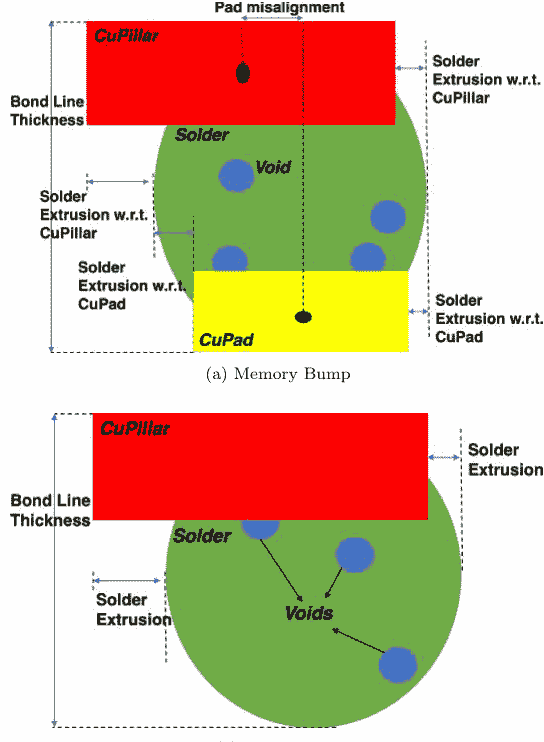 Pad misalignment
CuPillar
Solder
Extrusion w.r.t.
CuPillar
Bond Line
Thickness
Solder
Void
Solder
Extrusion w.r.t.
CuPillar
Solder
Extrusion w.r.t.
CuPad
Solder
Extrusion w.r.t.
CuPad
CuPad
(a) Memory Bump
CuPillar
Solder
Extrusion
Bond Line
Thickness
Solder
Solder
Extrusion
Voids